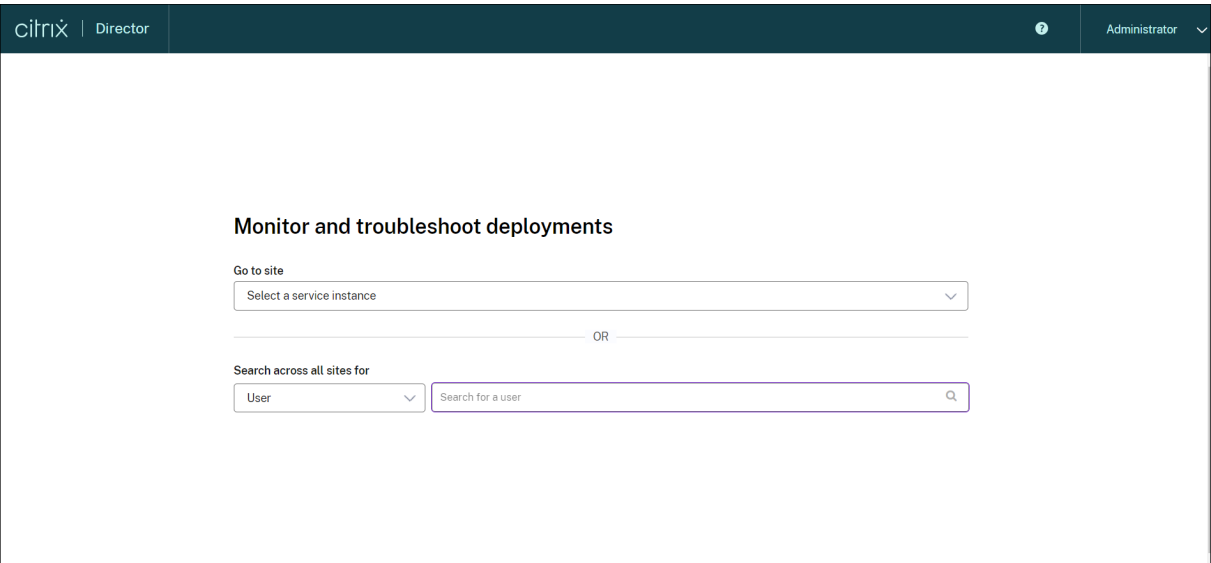 citrix | Director
? Administrator
Monitor and troubleshoot deployments
Go to site
Select a service instance
OR
Search across all sites for
User
Search for a user